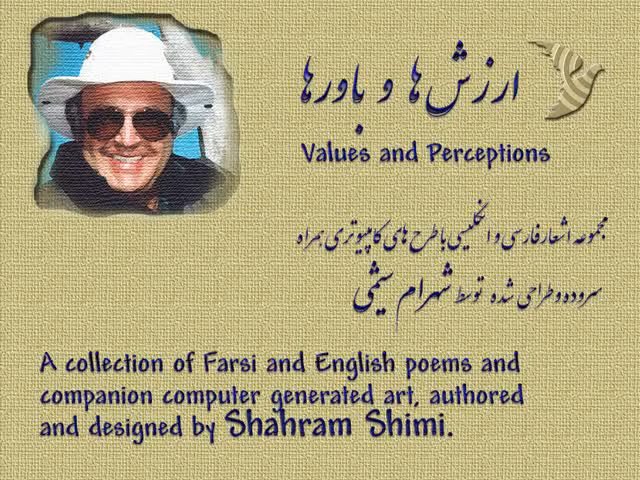 ارزش‌ها و باورها
Values and Perceptions
مجموعه اشعار فارسی و انگلیسی با طرح های کامپیوتری همراه
سروده و طراحی شده توسط شهرام شیمی
A collection of Farsi and English poems and
companion computer generated art, authored
and designed by Shahram Shimi.